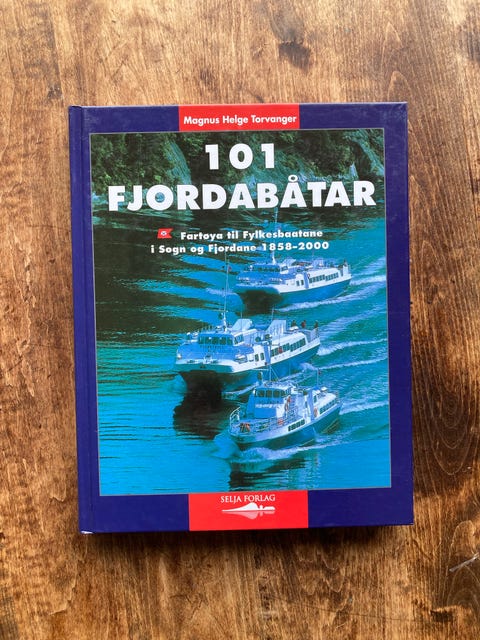 Magnus Helge Torvanger
101
FJORDABÅTAR
Fartøya til Fylkesbaatane
i Sogn og Fjordane 1858-2000
SELJA FORLAG